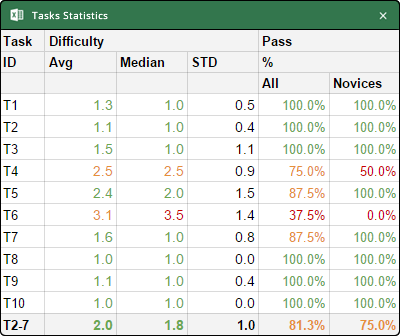 Tasks Statistics ×
Task Difficulty Pass
ID Avg Median STD %
All Novices
T1 1.3 1.0 0.5 100.0% 100.0%
T2 1.1 1.0 0.4 100.0% 100.0%
T3 1.5 1.0 1.1 100.0% 100.0%
T4 2.5 2.5 0.9 75.0% 50.0%
T5 2.4 2.0 1.5 87.5% 100.0%
T6 3.1 3.5 1.4 37.5% 0.0%
T7 1.6 1.0 0.8 87.5% 100.0%
T8 1.0 1.0 0.0 100.0% 100.0%
T9 1.1 1.0 0.4 100.0% 100.0%
T10 1.0 1.0 0.0 100.0% 100.0%
T2-7 2.0 1.8 1.0 81.3% 75.0%